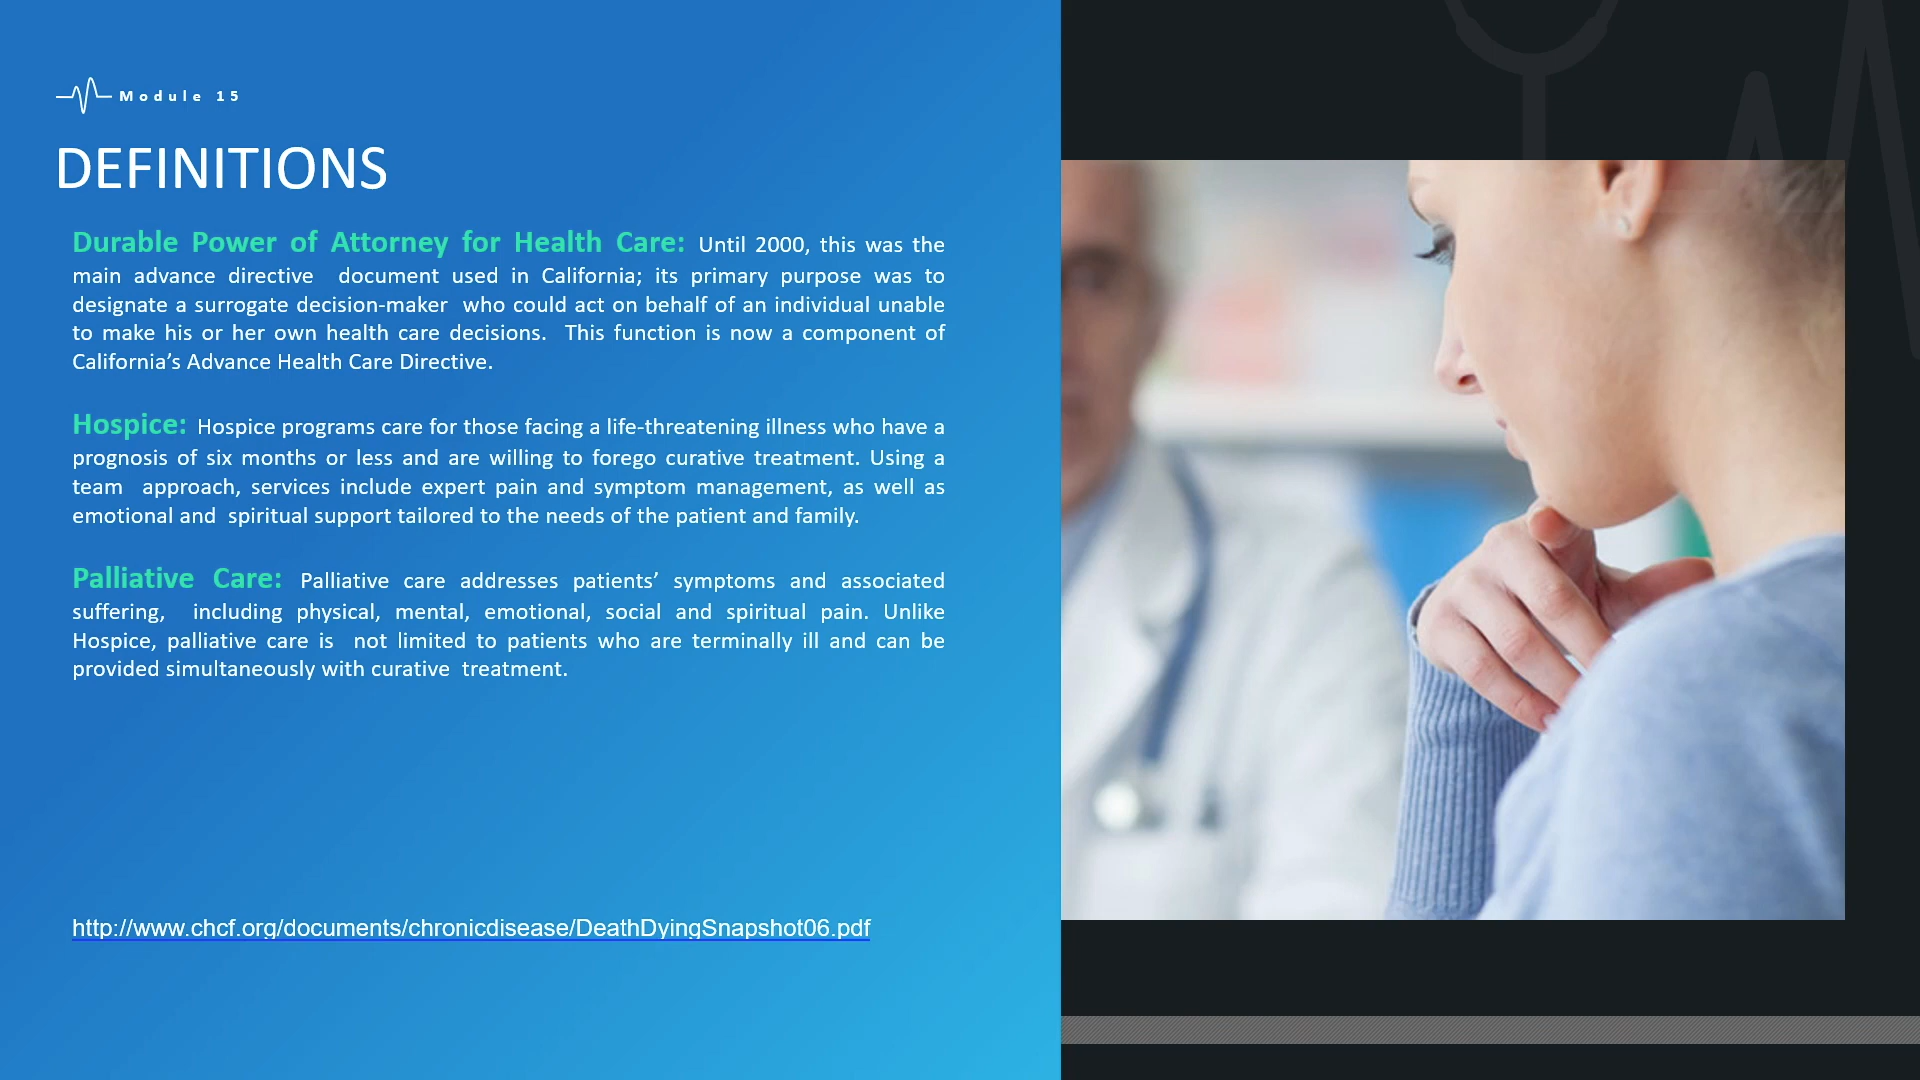 Module 15
DEFINITIONS
Durable Power of Attorney for Health Care: Until 2000, this was the
main advance directive document used in California; its primary purpose was to
designate a surrogate decision-maker who could act on behalf of an individual unable
to make his or her own health care decisions. This function is now a component of
California’s Advance Health Care Directive.
Hospice: Hospice programs care for those facing a life-threatening illness who have a
prognosis of six months or less and are willing to forego curative treatment. Using a
team approach, services include expert pain and symptom management, as well as
emotional and spiritual support tailored to the needs of the patient and family.
Palliative Care: Palliative care addresses patients’ symptoms and associated
suffering, including physical, mental, emotional, social and spiritual pain. Unlike
Hospice, palliative care is not limited to patients who are terminally ill and can be
provided simultaneously with curative treatment.
http://www.chcf.org/documents/chronicdisease/DeathDyingSnapshot06.pdf